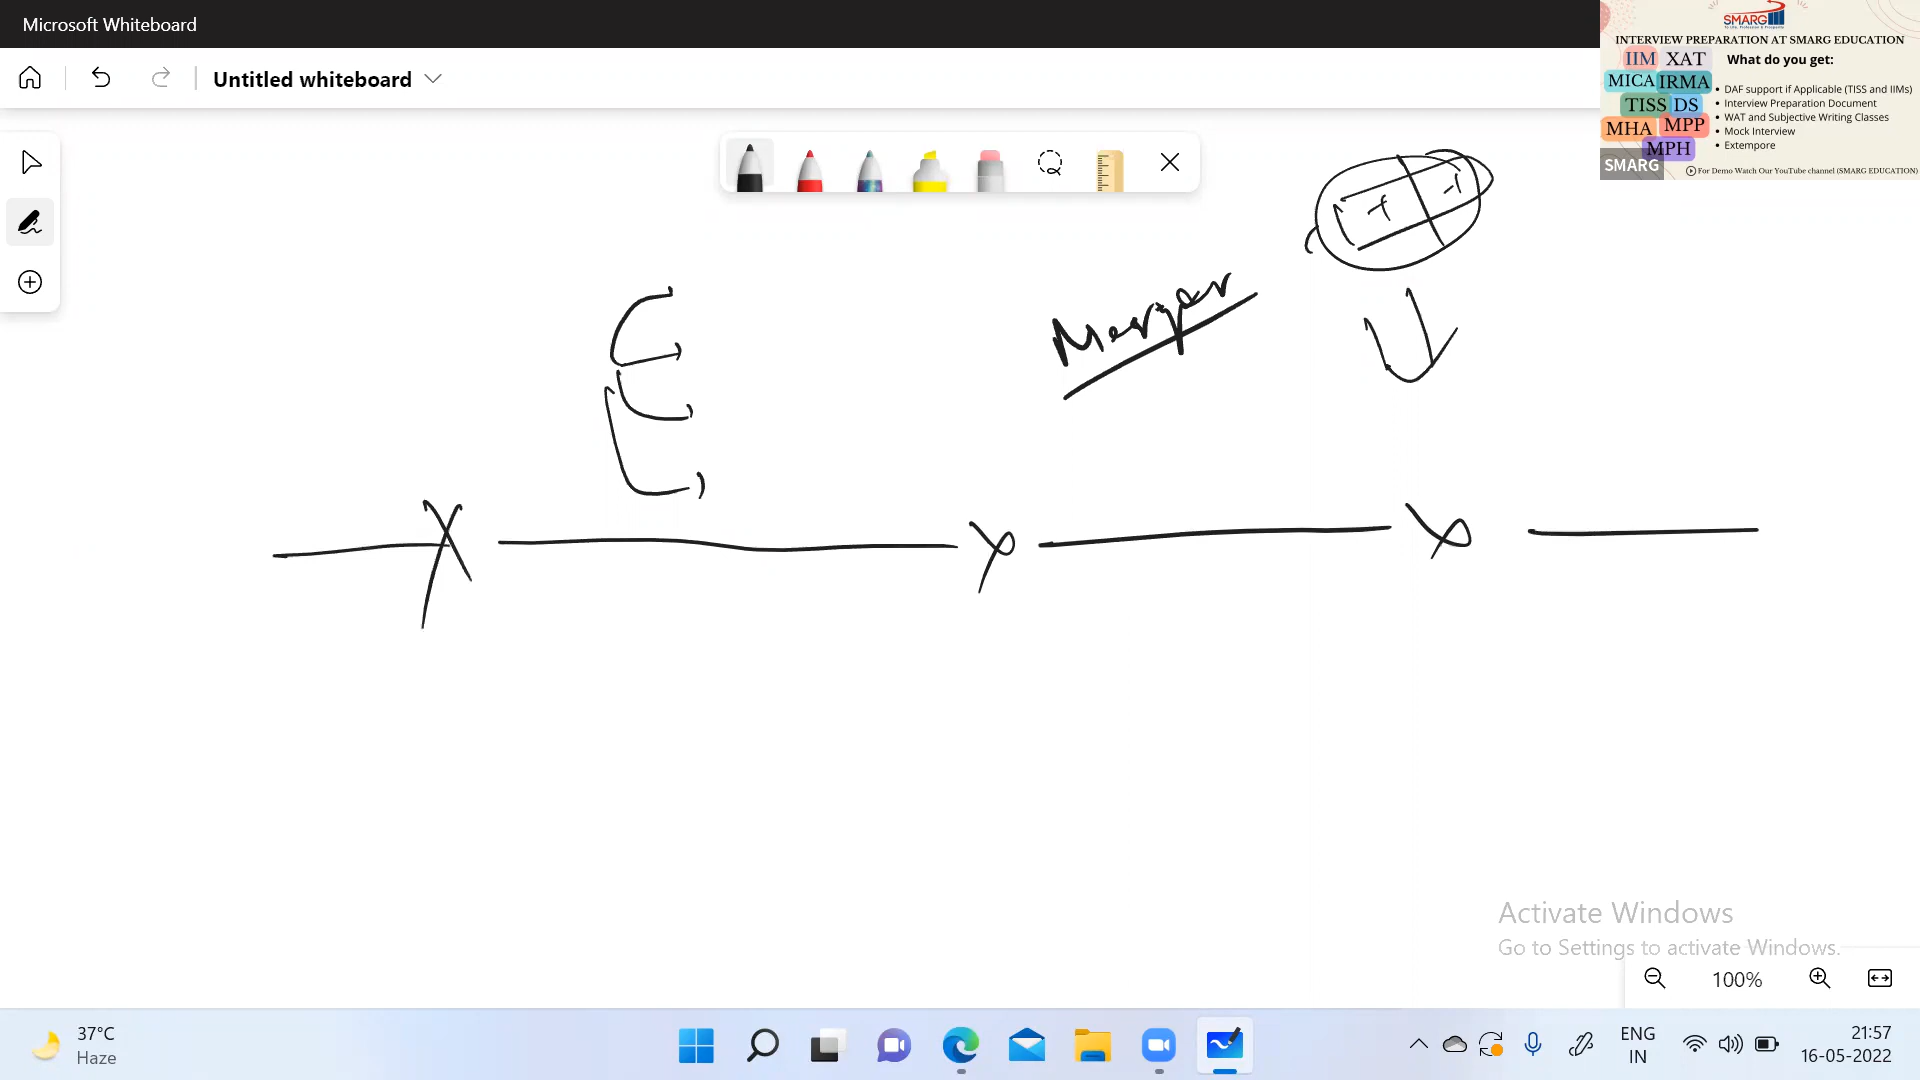 Microsoft Whiteboard
Untitled whiteboard
SMARG
INTERVIEW PREPARATION AT SMARG EDUCATION
IIM XAT
MICA IRMA
TISS DS
MHA MPP
MPH
SMARG
What do you get:
• DAF support if Applicable (TISS and IIMs)
• Interview Preparation Document
• WAT and Subjective Writing Classes
• Mock Interview
• Extempore
For Demo Watch Our YouTube channel (SMARG EDUCATION)
Merger
Activate Windows
Go to Settings to activate Windows.
100%
37°C
Haze
ENG
IN
21:57
16-05-2022